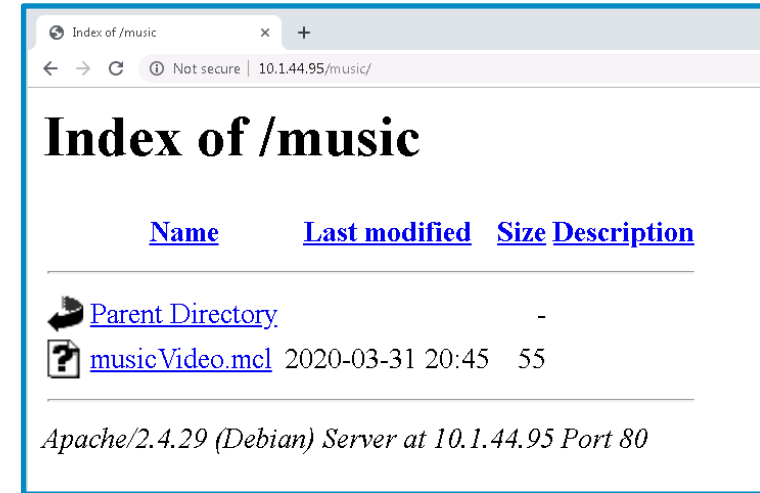 Index of /music
Not secure | 10.1.44.95/music/
Index of /music
Name Last modified Size Description
Parent Directory -
musicVideo.mcl 2020-03-31 20:45 55
Apache/2.4.29 (Debian) Server at 10.1.44.95 Port 80